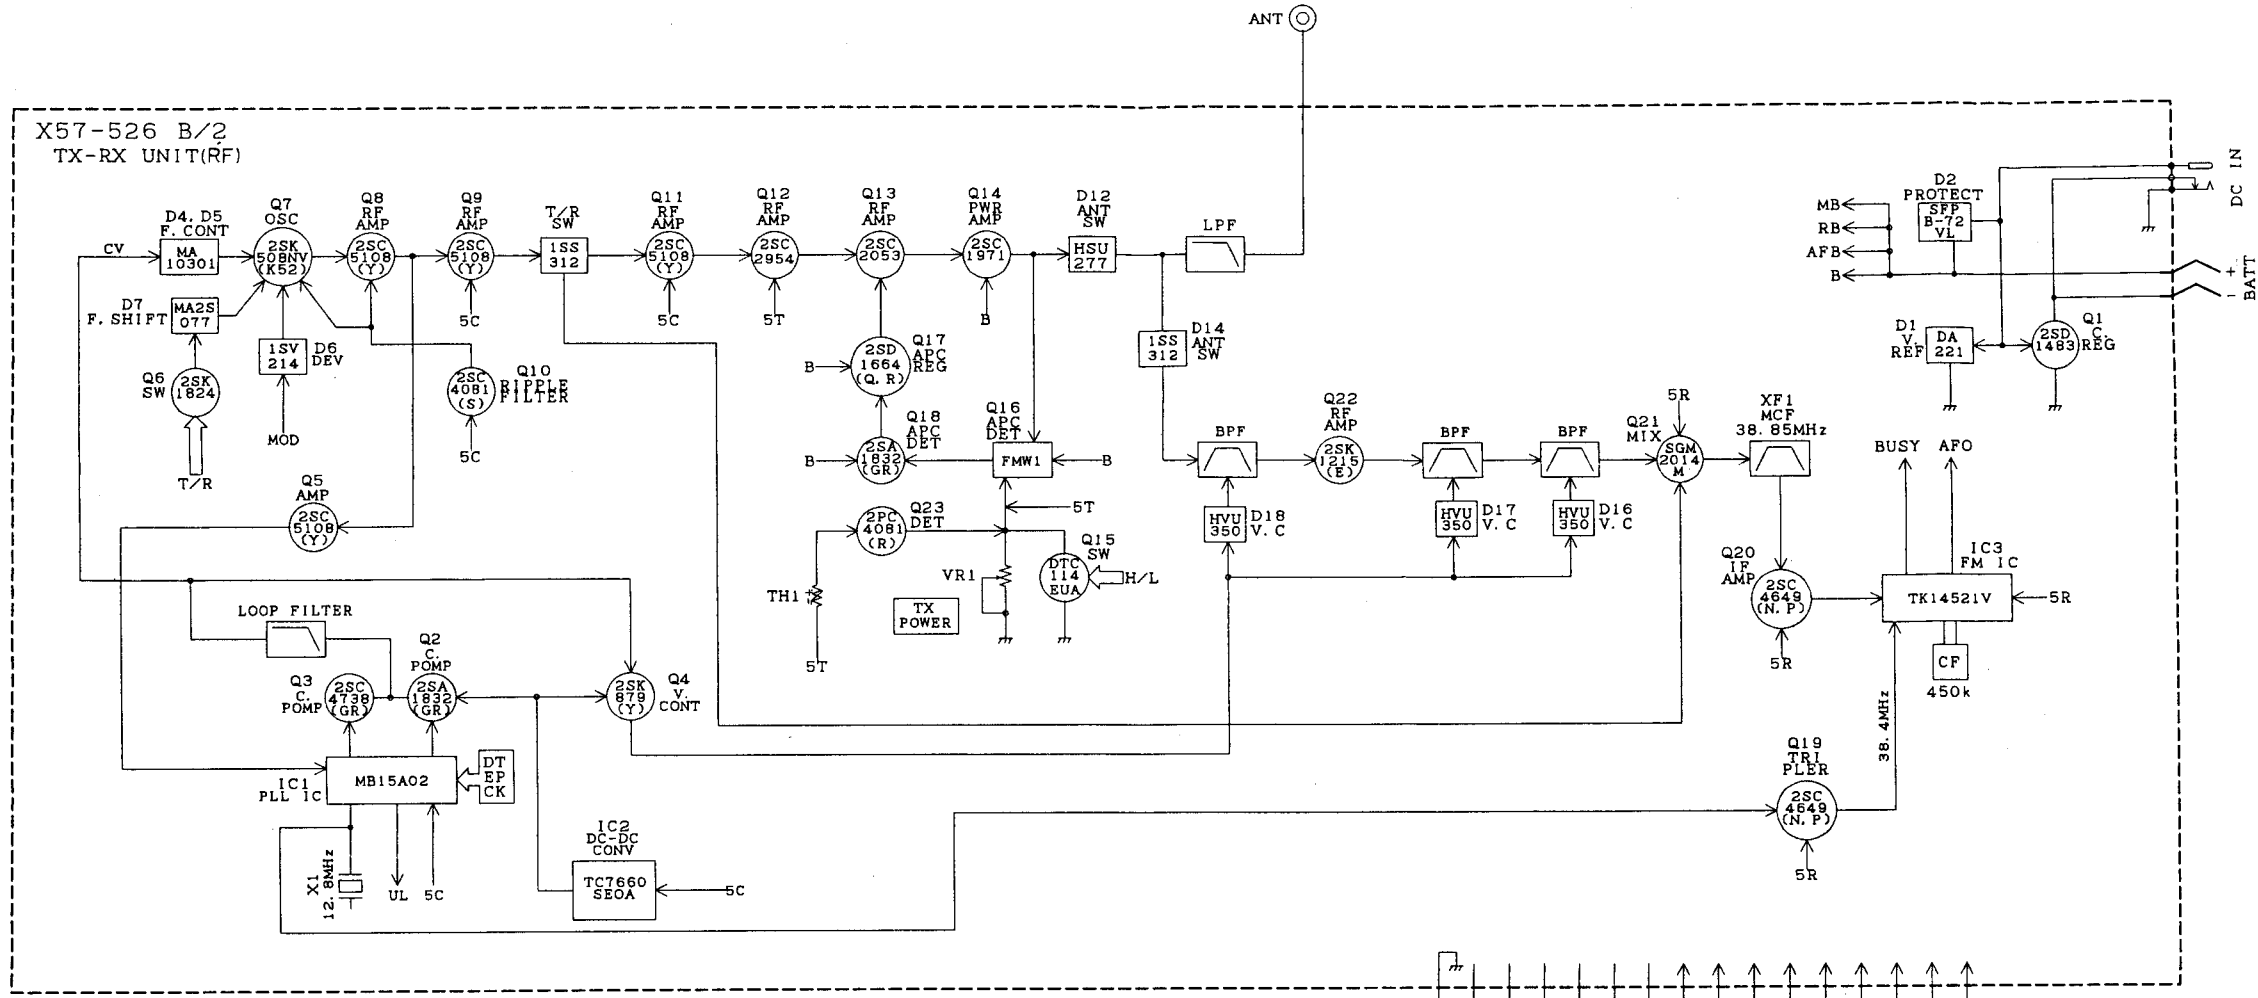 ANT
X57-526 B/2
TX-RX UNIT(RF)
CV
D4. D5
F. CONT
MA
10301
Q7
OSC
2SK
508NV
(K52)
Q8
RF
AMP
2SC
5108
(Y)
Q9
RF
AMP
2SC
5108
(Y)
5C
T/R
SW
1SS
312
Q11
RF
AMP
2SC
5108
(Y)
5C
Q12
RF
AMP
2SC
2954
5T
Q13
RF
AMP
2SC
2053
Q14
PWR
AMP
2SC
1971
B
D12
ANT
SW
HSU
277
LPF
D7
F. SHIFT
MA2S
077
1SV
214
D6
DEV
MOD
Q6
SW
2SK
1824
T/R
Q10
RIPPLE
FILTER
2SC
4081
(S)
5C
Q17
APC
REG
2SD
1664
(Q. R)
B
Q18
APC
DET
2SA
1832
(GR)
B
Q16
APC
DET
FMW1
B
D14
ANT
SW
1SS
312
BPF
Q22
RF
AMP
2SK
1215
(E)
BPF
BPF
5R
Q21
MIX
SGM
2014
M
XF1
MCF
38. 85MHz
HVU
350
D18
V. C
HVU
350
D17
V. C
HVU
350
D16
V. C
Q5
AMP
2SC
5108
(Y)
2PC
4081
(R)
Q23
DET
5T
TH1
5T
VR1
TX
POWER
Q15
SW
DTC
114
EUA
H/L
LOOP FILTER
Q3
C.
POMP
2SC
4738
(GR)
Q2
C.
POMP
2SA
1832
(GR)
Q4
V.
CONT
2SK
879
(Y)
IC1
PLL IC
MB15A02
DT
EP
CK
X1
12. 8MHz
UL
5C
IC2
DC-DC
CONV
TC7660
SEOA
5C
Q20
IF
AMP
2SC
4649
(N. P)
5R
BUSY
AFO
IC3
FM IC
TK14521V
5R
CF
450k
38. 4MHz
Q19
TRI
PLER
2SC
4649
(N. P)
5R
MB
RB
AFB
B
D2
PROTECT
SFP
B-72
VL
D1
V.
REF
DA
221
Q1
C.
REG
2SD
1483
DC IN
+
-
BATT